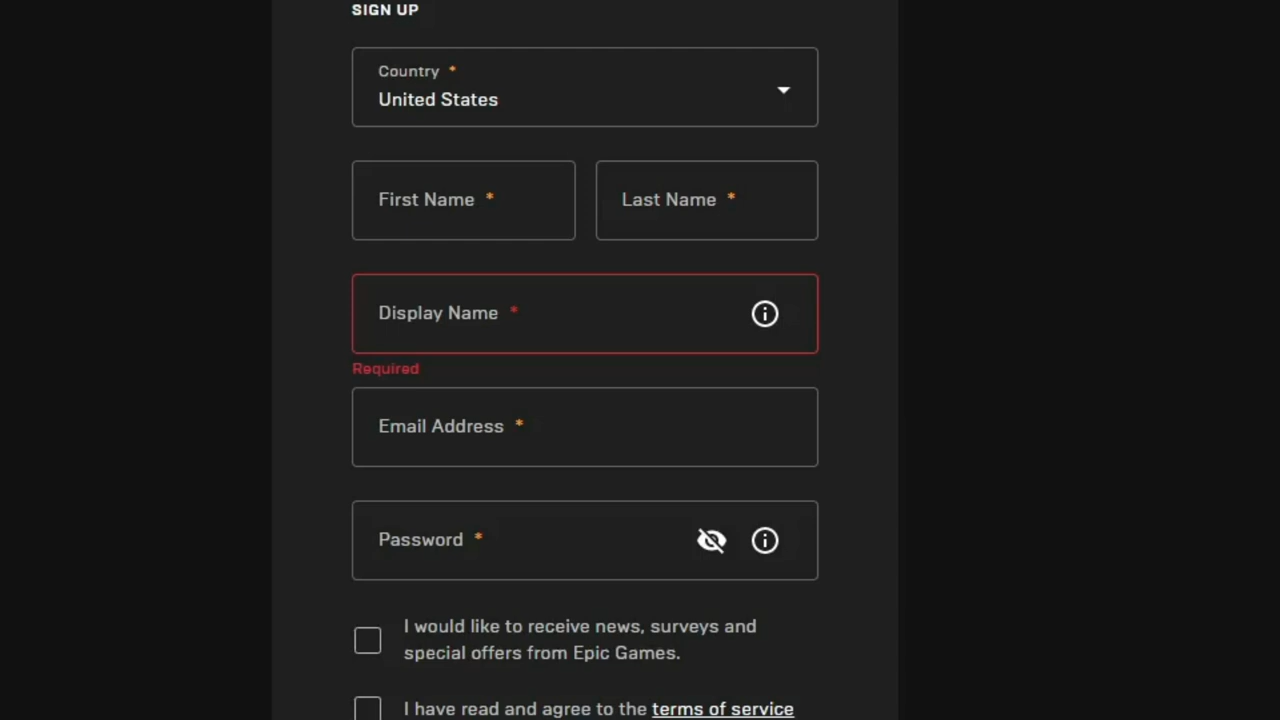 SIGN UP
Country *
United States
First Name * Last Name *
Display Name *
Required
Email Address *
Password *
I would like to receive news, surveys and
special offers from Epic Games.
I have read and agree to the terms of service